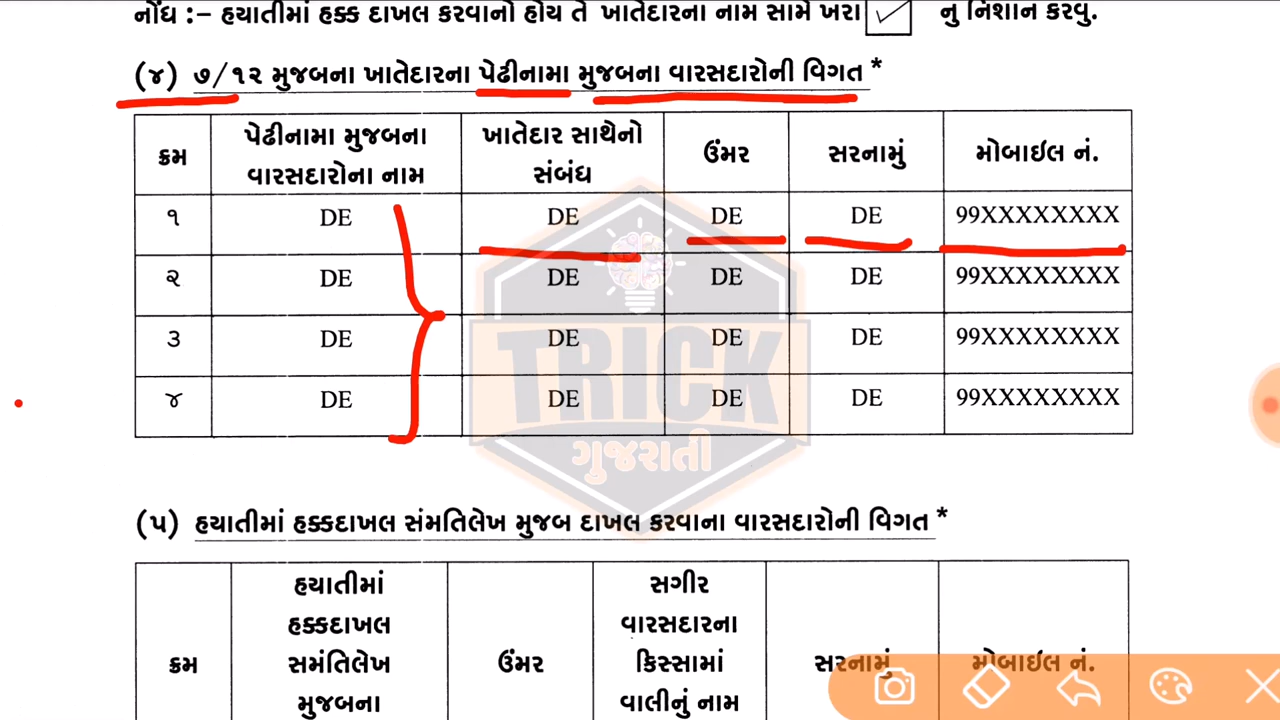 નોંધ :– હયાતીમાં હક્ક દાખલ કરવાનો હોય તે ખાતેદારના નામ સામે ખરા ✓ નુ નિશાન કરવુ.
(૪) ૭/૧૨ મુજબના ખાતેદારના પેઢીનામા મુજબના વારસદારોની વિગત *
ક્રમ પેઢીનામા મુજબના વારસદારોના નામ ખાતેદાર સાથેનો સંબંધ ઉંમર સરનામું મોબાઈલ નં.
૧ DE DE DE DE 99XXXXXXXX
૨ DE DE DE DE 99XXXXXXXX
૩ DE DE DE DE 99XXXXXXXX
૪ DE DE DE DE 99XXXXXXXX
TRICK
ગુજરાતી
(૫) હયાતીમાં હક્કદાખલ સંમતિલેખ મુજબ દાખલ કરવાના વારસદારોની વિગત *
ક્રમ હયાતીમાં હક્કદાખલ સમંતિલેખ મુજબના ઉંમર સગીર વારસદારના કિસ્સામાં વાલીનું નામ સરનામું મોબાઈલ નં.